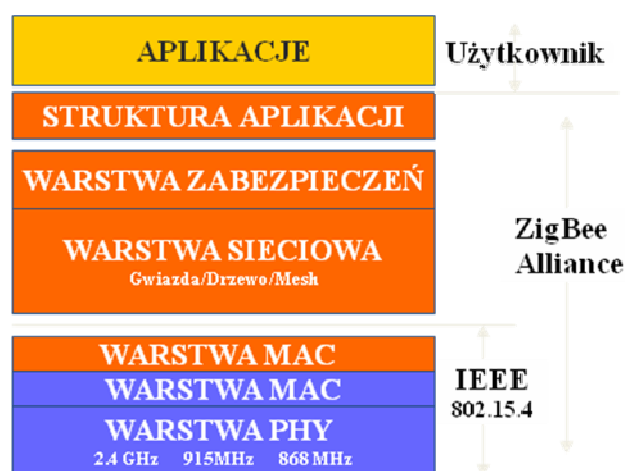 APLIKACJE
Użytkownik
STRUKTURA APLIKACJI
WARSTWA ZABEZPIECZEŃ
WARSTWA SIECIOWA
Gwiazda/Drzewo/Mesh
ZigBee
Alliance
WARSTWA MAC
WARSTWA MAC
WARSTWA PHY
2.4 GHz 915MHz 868 MHz
IEEE
802.15.4